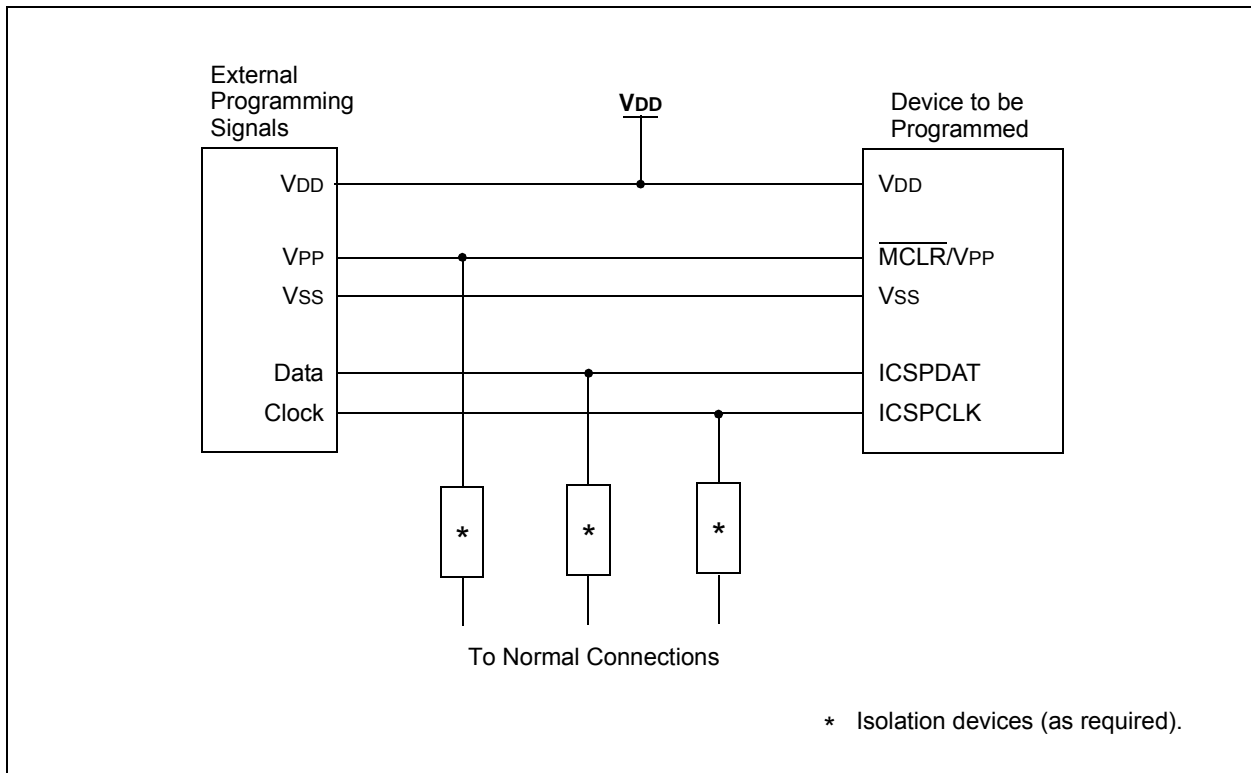 External
Programming
Signals
VDD
Device to be
Programmed
VDD
VPP
VSS
Data
Clock
VDD
MCLR/VPP
VSS
ICSPDAT
ICSPCLK
* * *
To Normal Connections
* Isolation devices (as required).